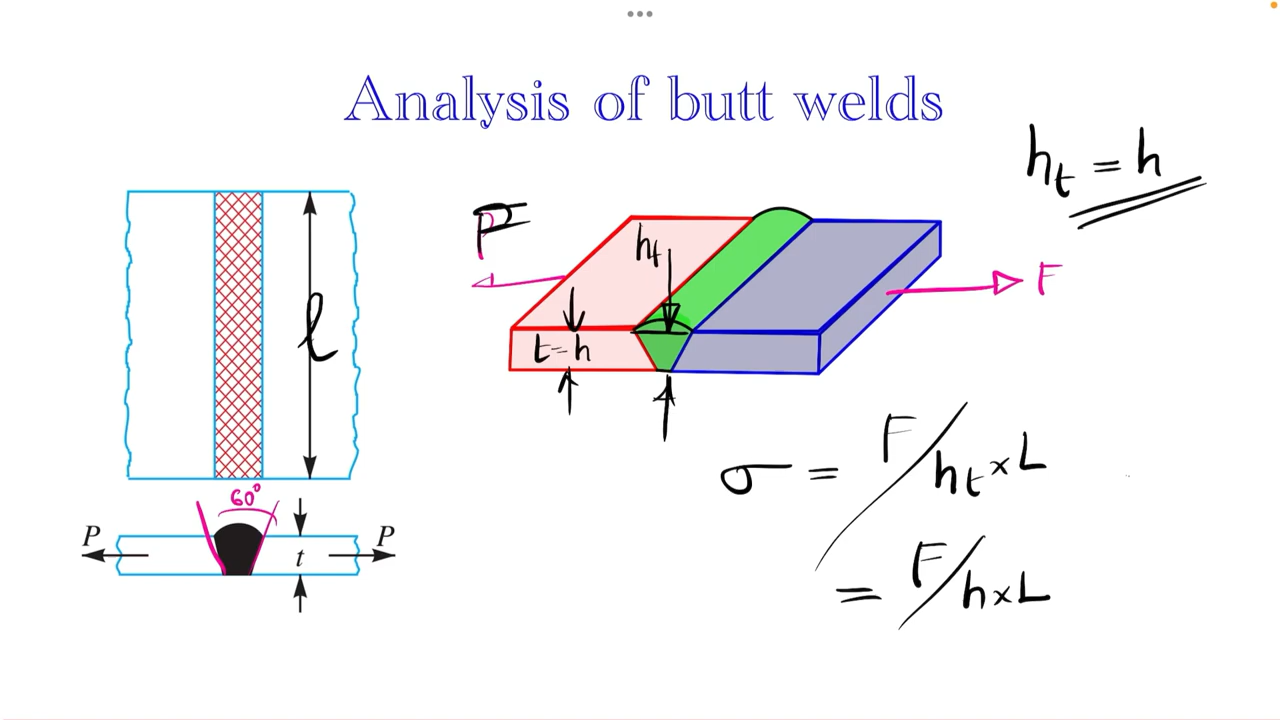 Analysis of butt welds
h_t = h
l
60°
P
P
t
F
h_t
F
t = h
σ = F/h_t × L
= F/h × L